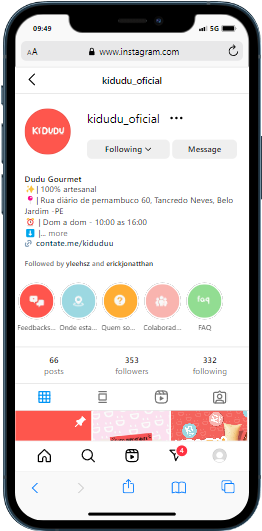 09:49
5G
AA www.instagram.com
kidudu_oficial
KIDUDU
kidudu_oficial
Following
Message
Dudu Gourmet
✨| 100% artesanal
📍| Rua diário de pernambuco 60, Tancredo Neves, Belo
Jardim -PE
⏰ | Dom a dom - 10:00 as 16:00
⬇️ |... more
contate.me/kiduduu
Followed by yleehsz and erickjonatthan
Feedbacks...
Onde esta...
Quem so...
Colaborad...
faq
FAQ
66
posts
353
followers
332
following
4